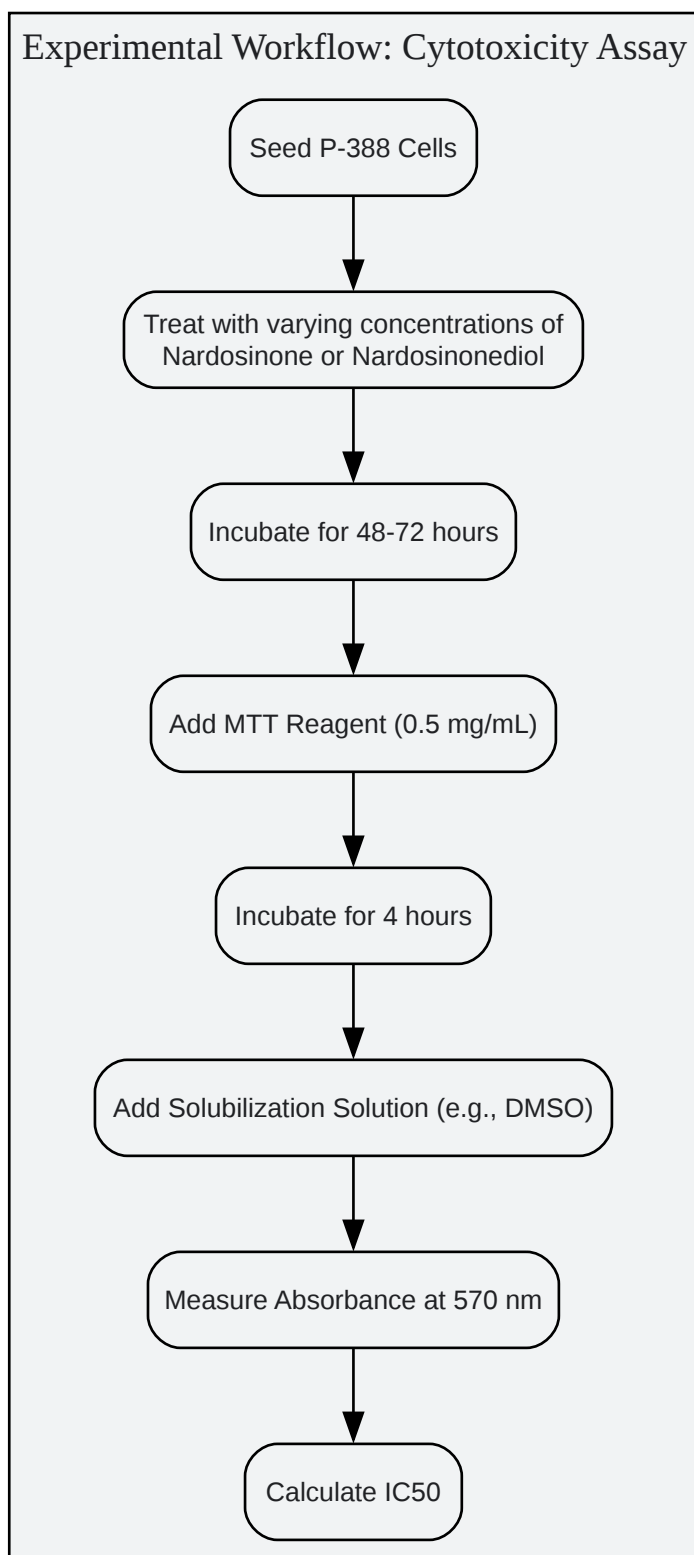 Experimental Workflow: Cytotoxicity Assay
Seed P-388 Cells
Treat with varying concentrations of
Nardosinone or Nardosinonediol
Incubate for 48-72 hours
Add MTT Reagent (0.5 mg/mL)
Incubate for 4 hours
Add Solubilization Solution (e.g., DMSO)
Measure Absorbance at 570 nm
Calculate IC50